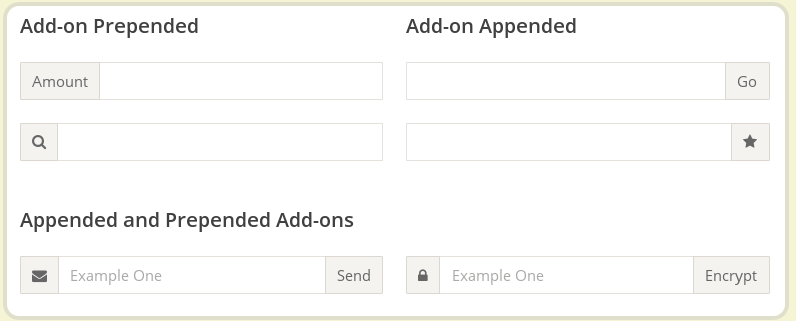 Add-on Prepended
Add-on Appended
Amount
Go
Appended and Prepended Add-ons
Example One Send
Example One Encrypt